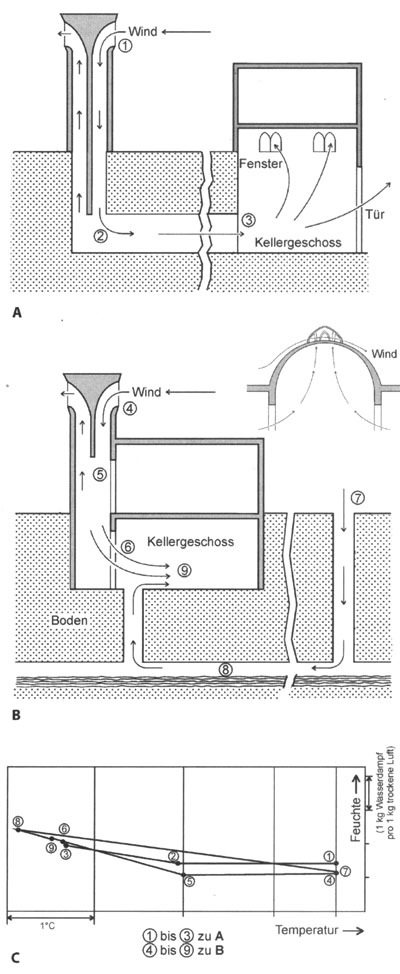 Wind
①
Fenster
②
③
Kellergeschoss
Tür
A
Wind
Wind
④
⑤
⑦
⑥
Kellergeschoss
⑨
Boden
⑧
B
Feuchte
(1 kg Wasserdampf
pro 1 kg trockene Luft)
⑧
⑥
⑨
③
②
①
⑤
⑦
④
1°C
Temperatur
① bis ③ zu A
④ bis ⑨ zu B
C